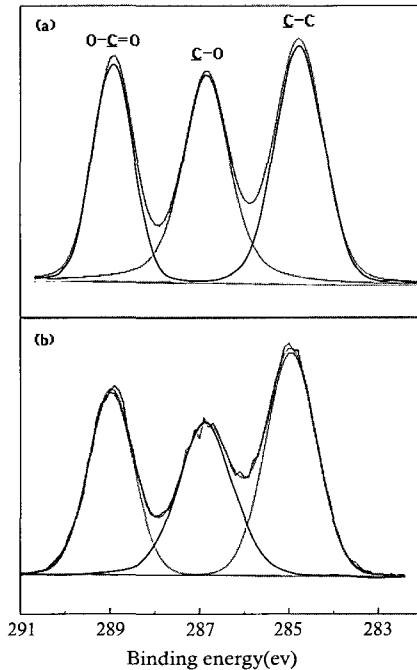 (a)
O-C=O
C-O
C-C
(b)
291 289 287 285 283
Binding energy(ev)